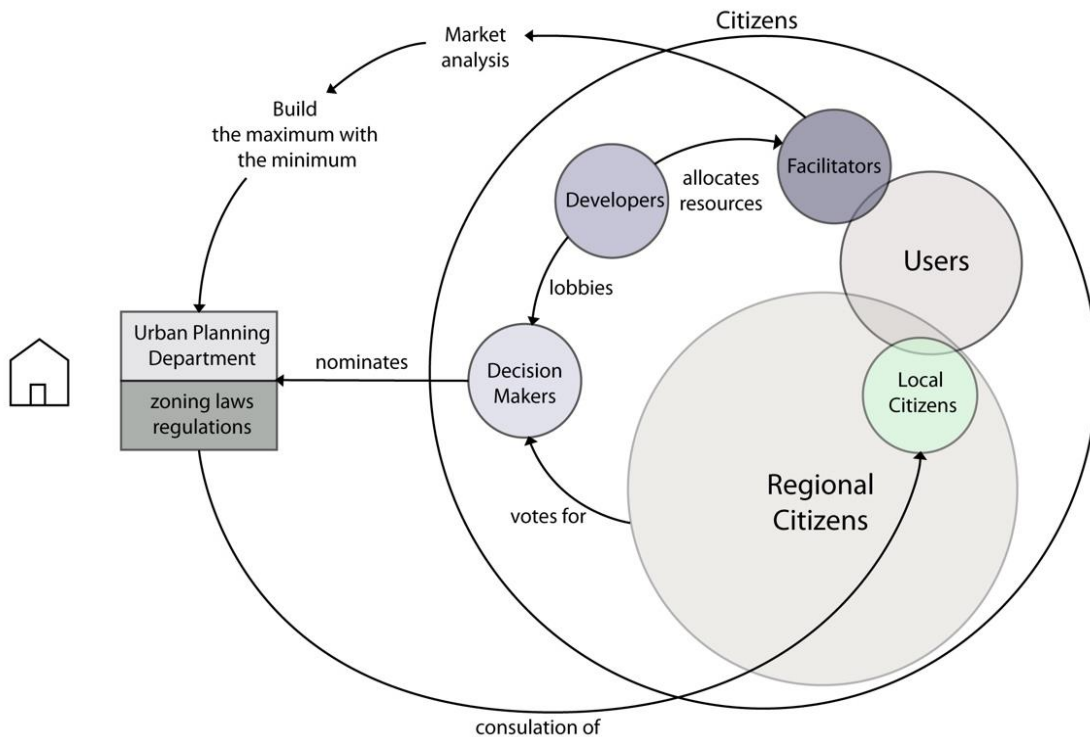 Citizens
Market
analysis
Build
the maximum with
the minimum
Facilitators
Developers
allocates
resources
Users
lobbies
Urban Planning
Department
zoning laws
regulations
nominates
Decision
Makers
Local
Citizens
Regional
Citizens
votes for
consulation of